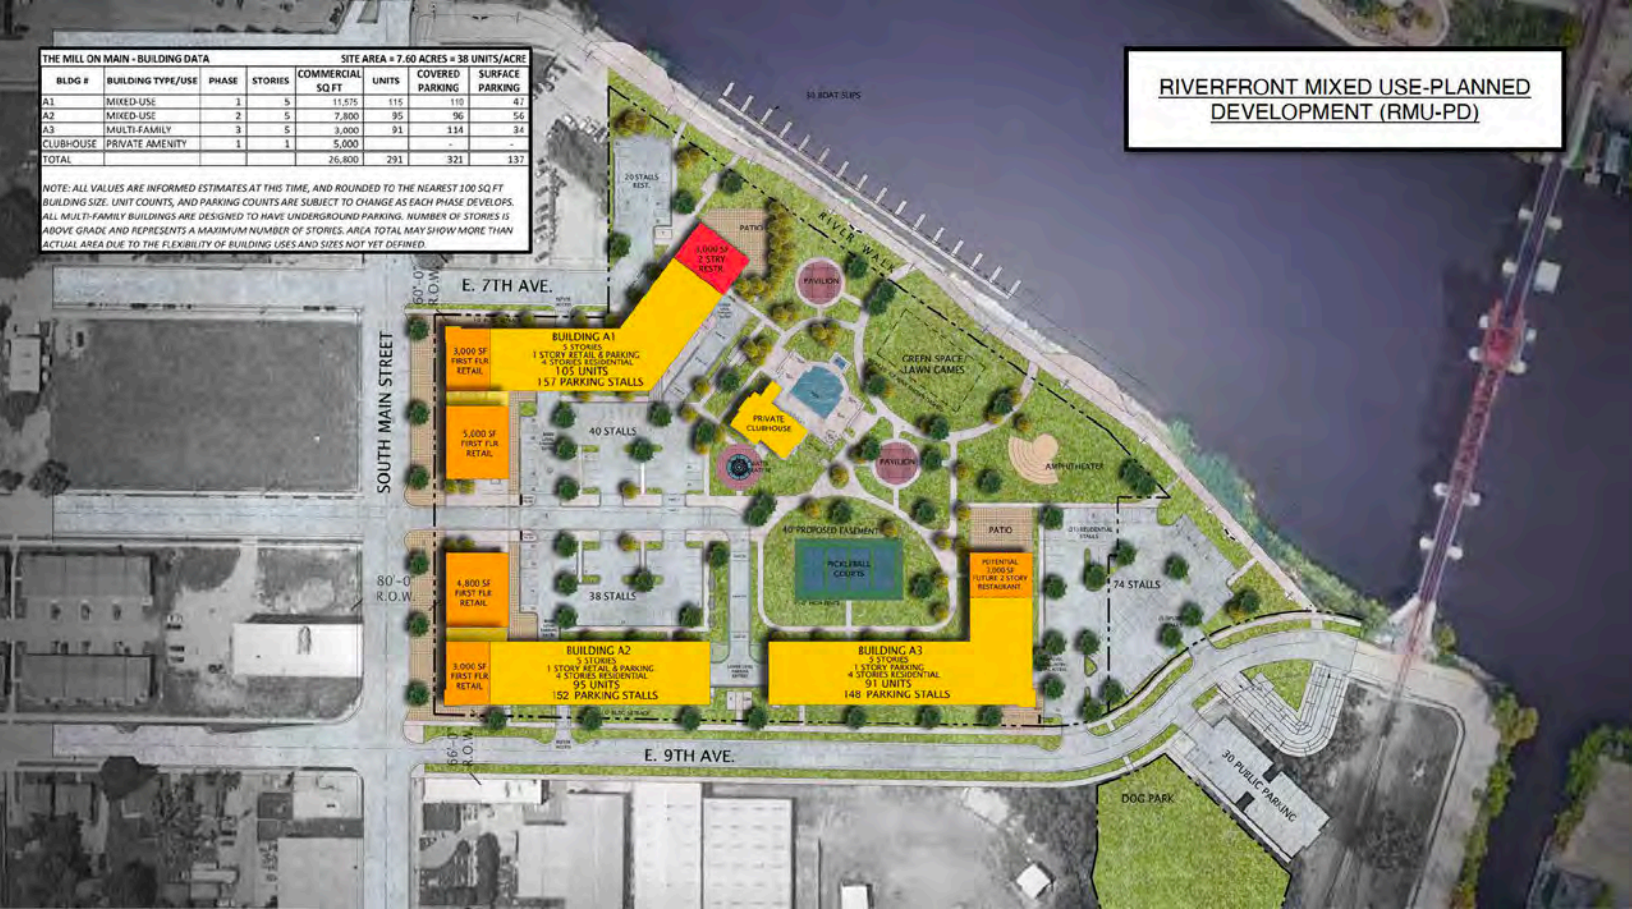 THE MILL ON MAIN - BUILDING DATA SITE AREA = 7.60 ACRES = 38 UNITS/ACRE
BLDG # BUILDING TYPE/USE PHASE STORIES COMMERCIAL SQ FT UNITS COVERED PARKING SURFACE PARKING
A1 MIXED-USE 1 5 11,575 115 110 47
A2 MIXED-USE 2 5 7,800 95 96 56
A3 MULTI-FAMILY 3 5 3,000 91 114 34
CLUBHOUSE PRIVATE AMENITY 1 1 5,000 - -
TOTAL 26,800 291 321 137
NOTE: ALL VALUES ARE INFORMED ESTIMATES AT THIS TIME, AND ROUNDED TO THE NEAREST 100 SQ FT
BUILDING SIZE. UNIT COUNTS, AND PARKING COUNTS ARE SUBJECT TO CHANGE AS EACH PHASE DEVELOPS.
ALL MULTI-FAMILY BUILDINGS ARE DESIGNED TO HAVE UNDERGROUND PARKING. NUMBER OF STORIES IS
ABOVE GRADE AND REPRESENTS A MAXIMUM NUMBER OF STORIES. AREA TOTAL MAY SHOW MORE THAN
ACTUAL AREA DUE TO THE FLEXIBILITY OF BUILDING USES AND SIZES NOT YET DEFINED.
RIVERFRONT MIXED USE-PLANNED
DEVELOPMENT (RMU-PD)
30 BOAT SLIPS
20 STALLS
REST.
RIVER WALK
PATIO
3,000 SF
2 STRY
RESTR.
PAVILION
E. 7TH AVE.
60'-0
R.O.W.
SOUTH MAIN STREET
BUILDING A1
5 STORIES
1 STORY RETAIL & PARKING
4 STORIES RESIDENTIAL
105 UNITS
157 PARKING STALLS
3,000 SF
FIRST FLR
RETAIL
5,000 SF
FIRST FLR
RETAIL
40 STALLS
PRIVATE
CLUBHOUSE
GREEN SPACE/
LAWN GAMES
PAVILION
AMPHITHEATER
40' PROPOSED EASEMENT
PICKLEBALL
COURTS
PATIO
POTENTIAL
3,000 SF
FUTURE 2 STORY
RESTAURANT
74 STALLS
80'-0
R.O.W.
4,800 SF
FIRST FLR
RETAIL
38 STALLS
3,000 SF
FIRST FLR
RETAIL
BUILDING A2
5 STORIES
1 STORY RETAIL & PARKING
4 STORIES RESIDENTIAL
95 UNITS
152 PARKING STALLS
BUILDING A3
5 STORIES
1 STORY PARKING
4 STORIES RESIDENTIAL
91 UNITS
148 PARKING STALLS
66'-0
R.O.W.
E. 9TH AVE.
DOG PARK
30 PUBLIC PARKING